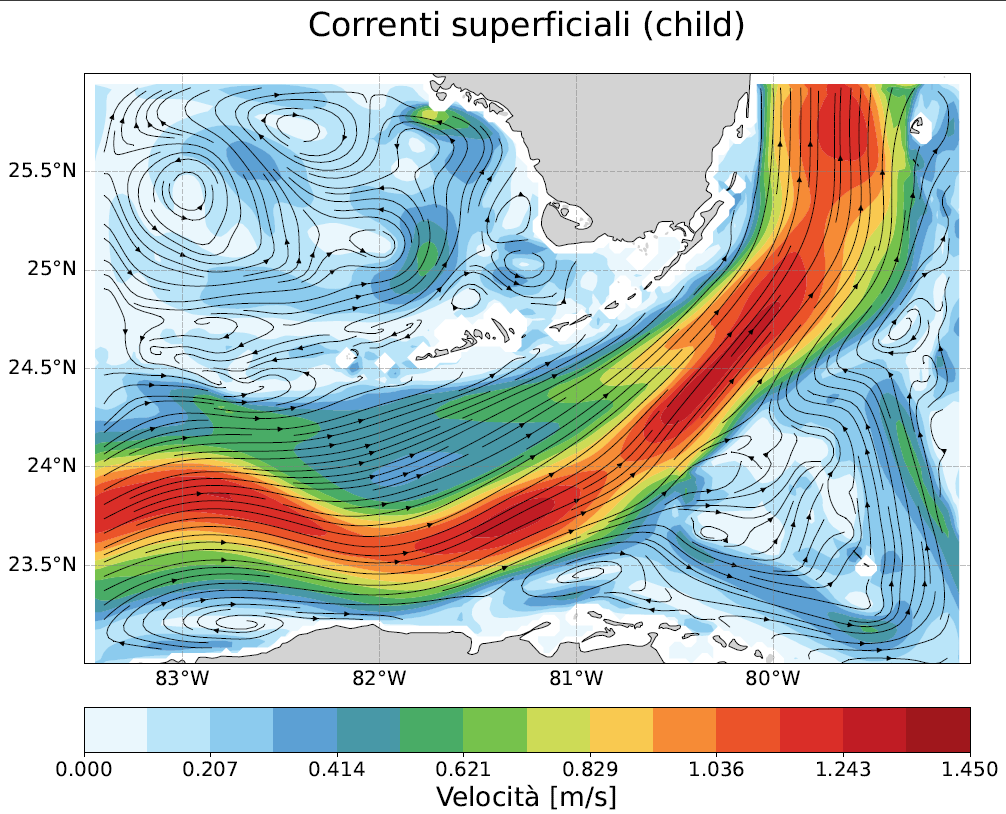 Correnti superficiali (child)
25.5°N
25°N
24.5°N
24°N
23.5°N
83°W 82°W 81°W 80°W
0.000 0.207 0.414 0.621 0.829 1.036 1.243 1.450
Velocità [m/s]